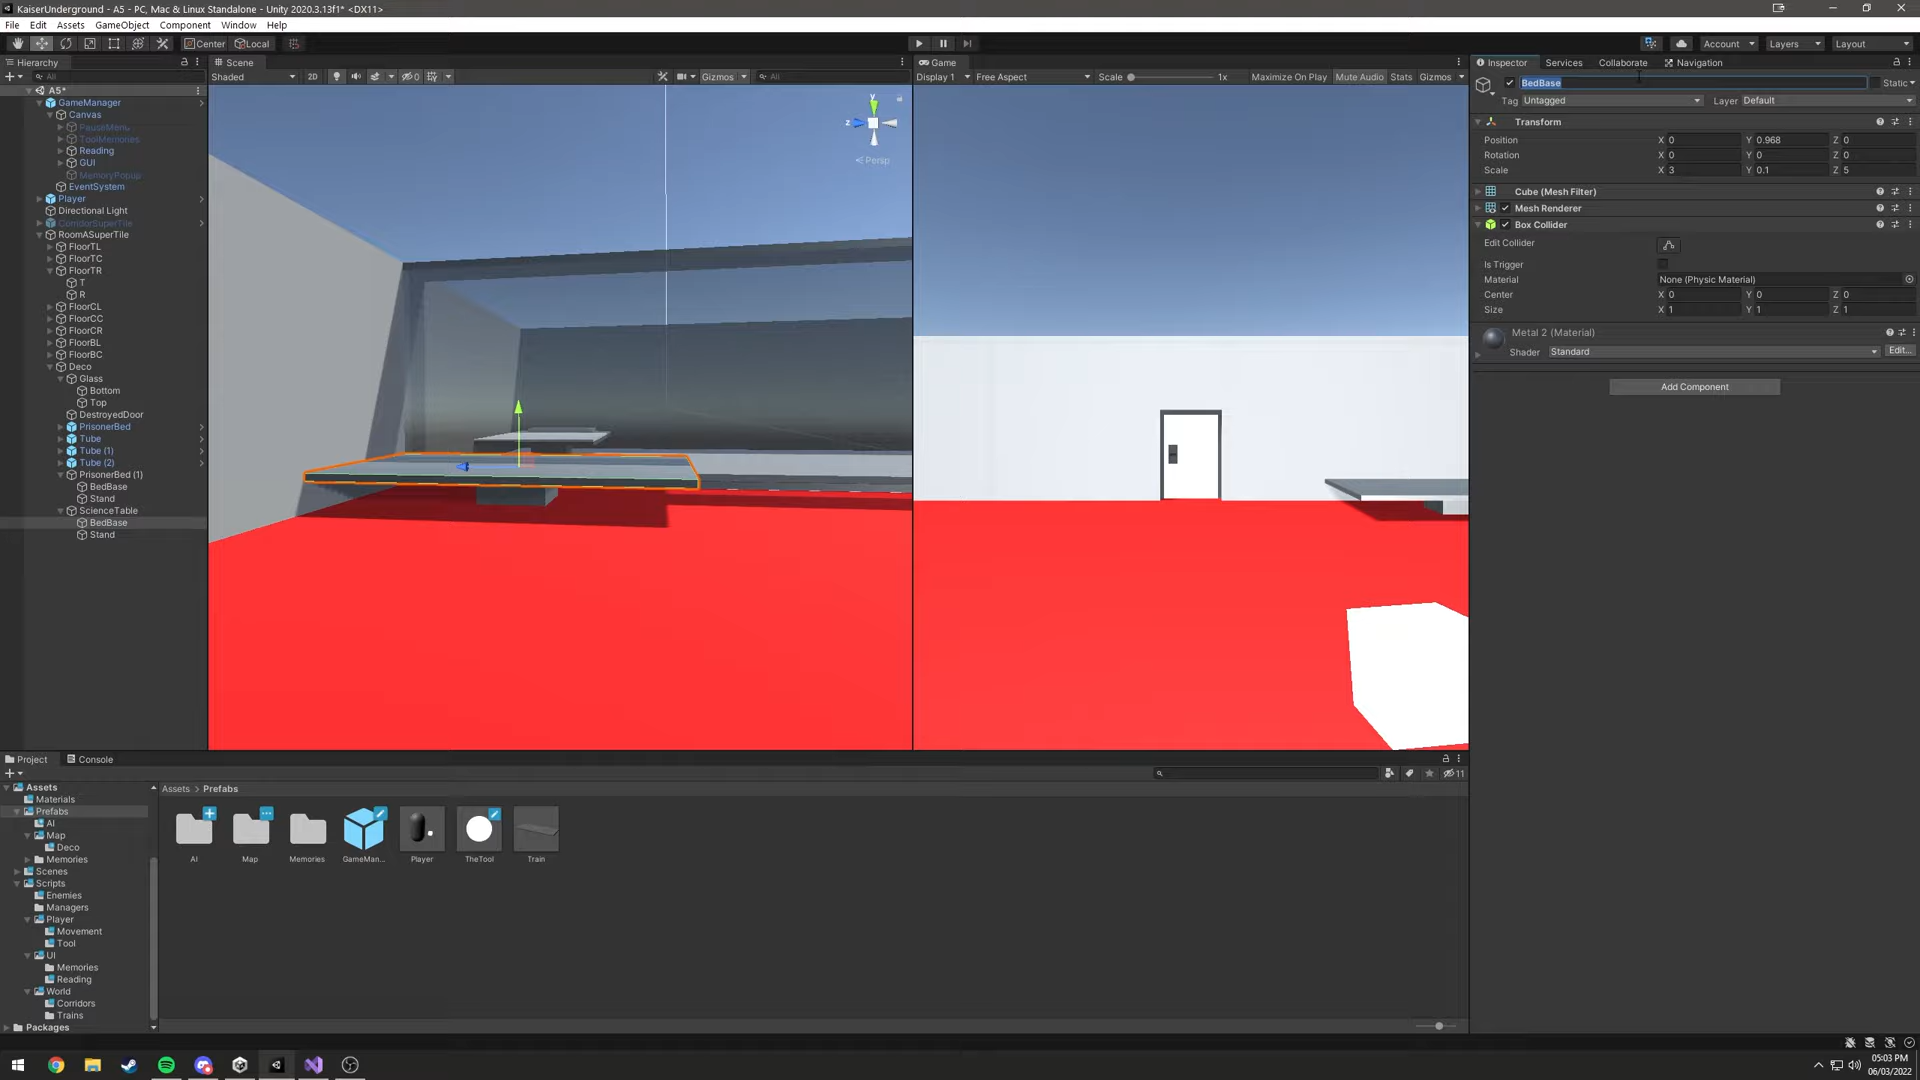 KaiserUnderground - A5 - PC, Mac & Linux Standalone - Unity 2020.3.13f1* <DX11>
File Edit Assets GameObject Component Window Help
Center Local
Account Layers Layout
Hierarchy
All
A5*
GameManager
Canvas
PauseMenu
ToolMemories
Reading
GUI
MemoryPopup
EventSystem
Player
Directional Light
CorridorSuperTile
RoomASuperTile
FloorTL
FloorTC
FloorTR
T
R
FloorCL
FloorCC
FloorCR
FloorBL
FloorBC
Deco
Glass
Bottom
Top
DestroyedDoor
PrisonerBed
Tube
Tube (1)
Tube (2)
PrisonerBed (1)
BedBase
Stand
ScienceTable
BedBase
Stand
Scene
Shaded 2D 0 Gizmos All
y
z
Persp
Game
Display 1 Free Aspect Scale 1x Maximize On Play Mute Audio Stats Gizmos
Inspector Services Collaborate Navigation
BedBase Static
Tag Untagged Layer Default
Transform
Position X 0 Y 0.968 Z 0
Rotation X 0 Y 0 Z 0
Scale X 3 Y 0.1 Z 5
Cube (Mesh Filter)
Mesh Renderer
Box Collider
Edit Collider
Is Trigger
Material None (Physic Material)
Center X 0 Y 0 Z 0
Size X 1 Y 1 Z 1
Metal 2 (Material)
Shader Standard Edit...
Add Component
Project Console
11
Assets
Materials
Prefabs
AI
Map
Deco
Memories
Scenes
Scripts
Enemies
Managers
Player
Movement
Tool
UI
Memories
Reading
World
Corridors
Trains
Packages
Assets > Prefabs
AI Map Memories GameMan... Player TheTool Train
05:03 PM
06/03/2022